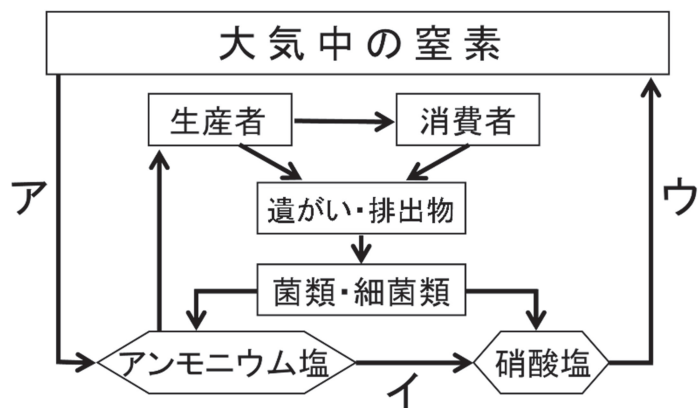 大気中の窒素
生産者
消費者
ア
ウ
遺がい・排出物
菌類・細菌類
アンモニウム塩
硝酸塩
イ